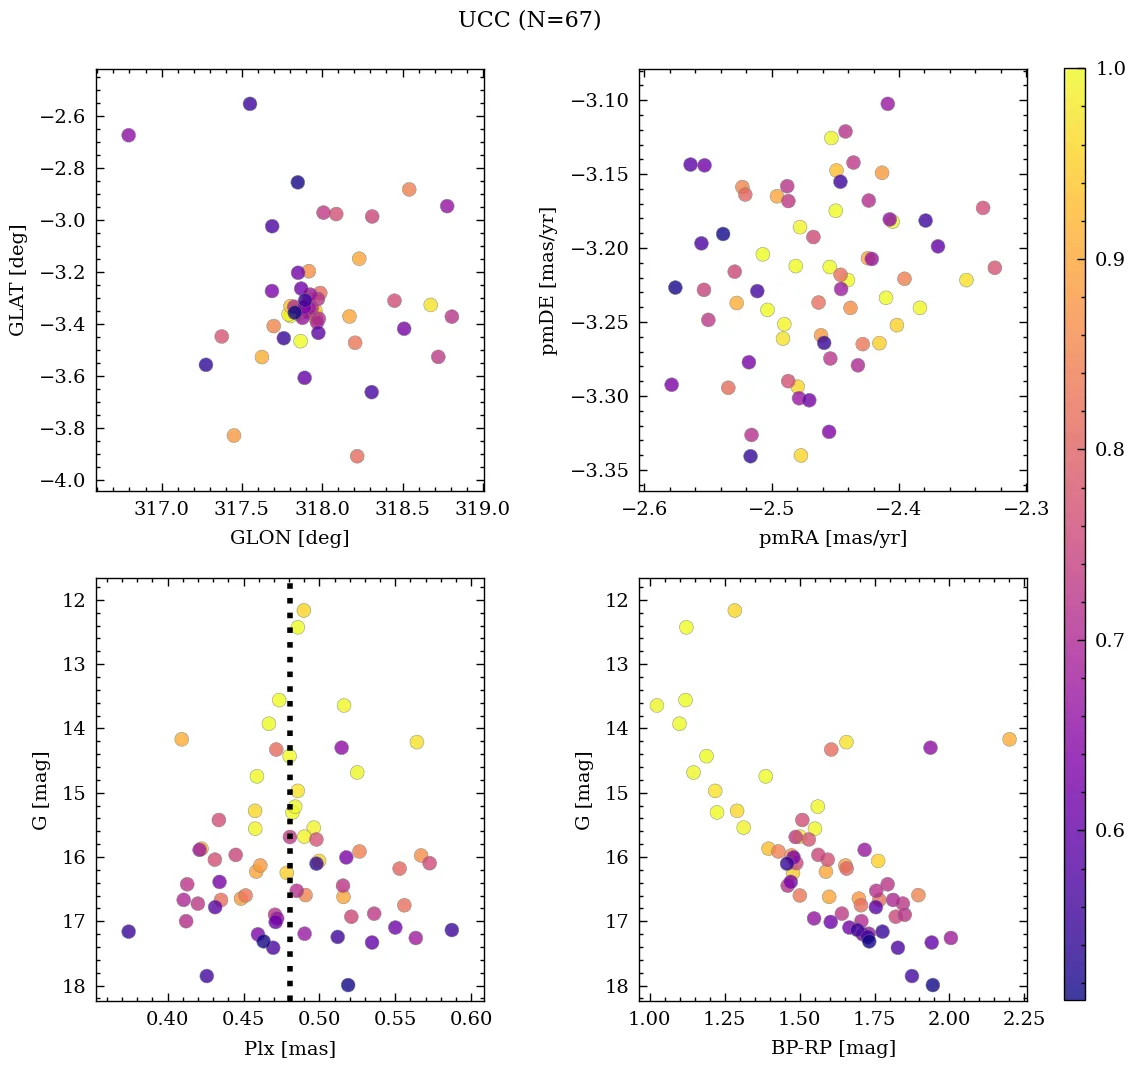 UCC (N=67)
−2.6
−2.8
−3.0
−3.2
−3.4
−3.6
−3.8
−4.0
GLAT [deg]
317.0 317.5 318.0 318.5 319.0
GLON [deg]
−3.10
−3.15
−3.20
−3.25
−3.30
−3.35
pmDE [mas/yr]
−2.6 −2.5 −2.4 −2.3
pmRA [mas/yr]
1.0
0.9
0.8
0.7
0.6
12
13
14
15
16
17
18
G [mag]
0.40 0.45 0.50 0.55 0.60
Plx [mas]
12
13
14
15
16
17
18
G [mag]
1.00 1.25 1.50 1.75 2.00 2.25
BP-RP [mag]